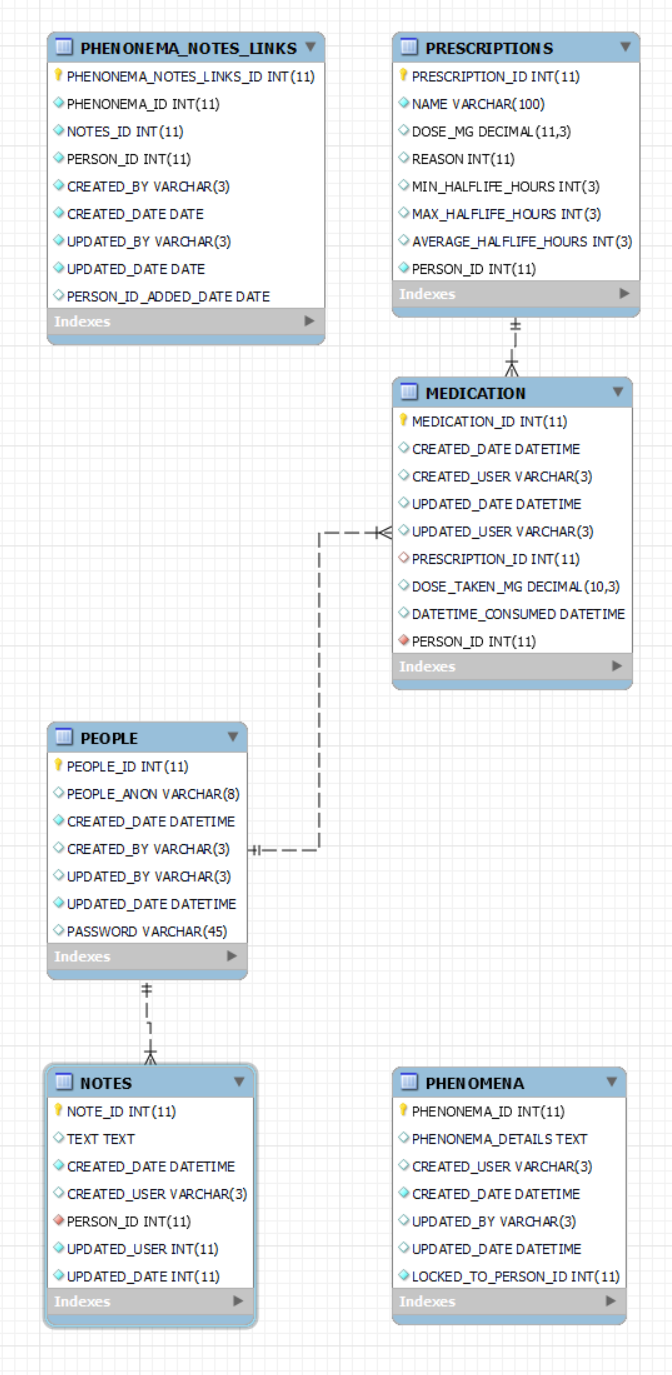 PHENONEMA_NOTES_LINKS
PHENONEMA_NOTES_LINKS_ID INT(11)
PHENONEMA_ID INT(11)
NOTES_ID INT(11)
PERSON_ID INT(11)
CREATED_BY VARCHAR(3)
CREATED_DATE DATE
UPDATED_BY VARCHAR(3)
UPDATED_DATE DATE
PERSON_ID_ADDED_DATE DATE
Indexes
PRESCRIPTIONS
PRESCRIPTION_ID INT(11)
NAME VARCHAR(100)
DOSE_MG DECIMAL(11,3)
REASON INT(11)
MIN_HALFLIFE_HOURS INT(3)
MAX_HALFLIFE_HOURS INT(3)
AVERAGE_HALFLIFE_HOURS INT(3)
PERSON_ID INT(11)
Indexes
MEDICATION
MEDICATION_ID INT(11)
CREATED_DATE DATETIME
CREATED_USER VARCHAR(3)
UPDATED_DATE DATETIME
UPDATED_USER VARCHAR(3)
PRESCRIPTION_ID INT(11)
DOSE_TAKEN_MG DECIMAL(10,3)
DATETIME_CONSUMED DATETIME
PERSON_ID INT(11)
Indexes
PEOPLE
PEOPLE_ID INT(11)
PEOPLE_ANON VARCHAR(8)
CREATED_DATE DATETIME
CREATED_BY VARCHAR(3)
UPDATED_BY VARCHAR(3)
UPDATED_DATE DATETIME
PASSWORD VARCHAR(45)
Indexes
NOTES
NOTE_ID INT(11)
TEXT TEXT
CREATED_DATE DATETIME
CREATED_USER VARCHAR(3)
PERSON_ID INT(11)
UPDATED_USER INT(11)
UPDATED_DATE INT(11)
Indexes
PHENOMENA
PHENONEMA_ID INT(11)
PHENONEMA_DETAILS TEXT
CREATED_USER VARCHAR(3)
CREATED_DATE DATETIME
UPDATED_BY VARCHAR(3)
UPDATED_DATE DATETIME
LOCKED_TO_PERSON_ID INT(11)
Indexes